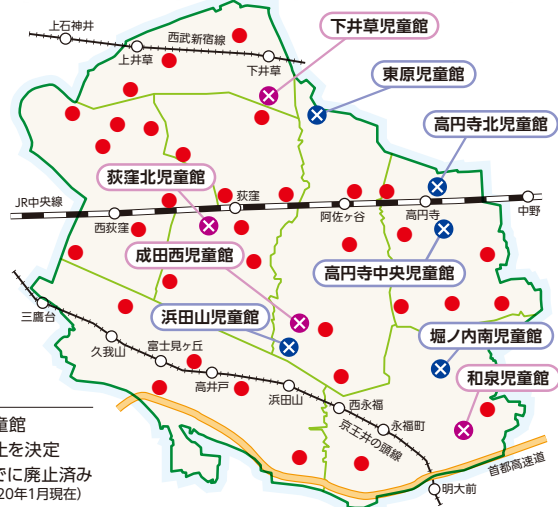 上石神井
西武新宿線
上井草
下井草
下井草児童館
東原児童館
高円寺北児童館
荻窪北児童館
JR中央線
西荻窪
荻窪
阿佐ヶ谷
高円寺
中野
成田西児童館
高円寺中央児童館
浜田山児童館
三鷹台
久我山
富士見ヶ丘
高井戸
浜田山
堀ノ内南児童館
和泉児童館
西永福
永福町
京王井の頭線
首都高速道
明大前
童館
止を決定
でに廃止済み
20年1月現在)